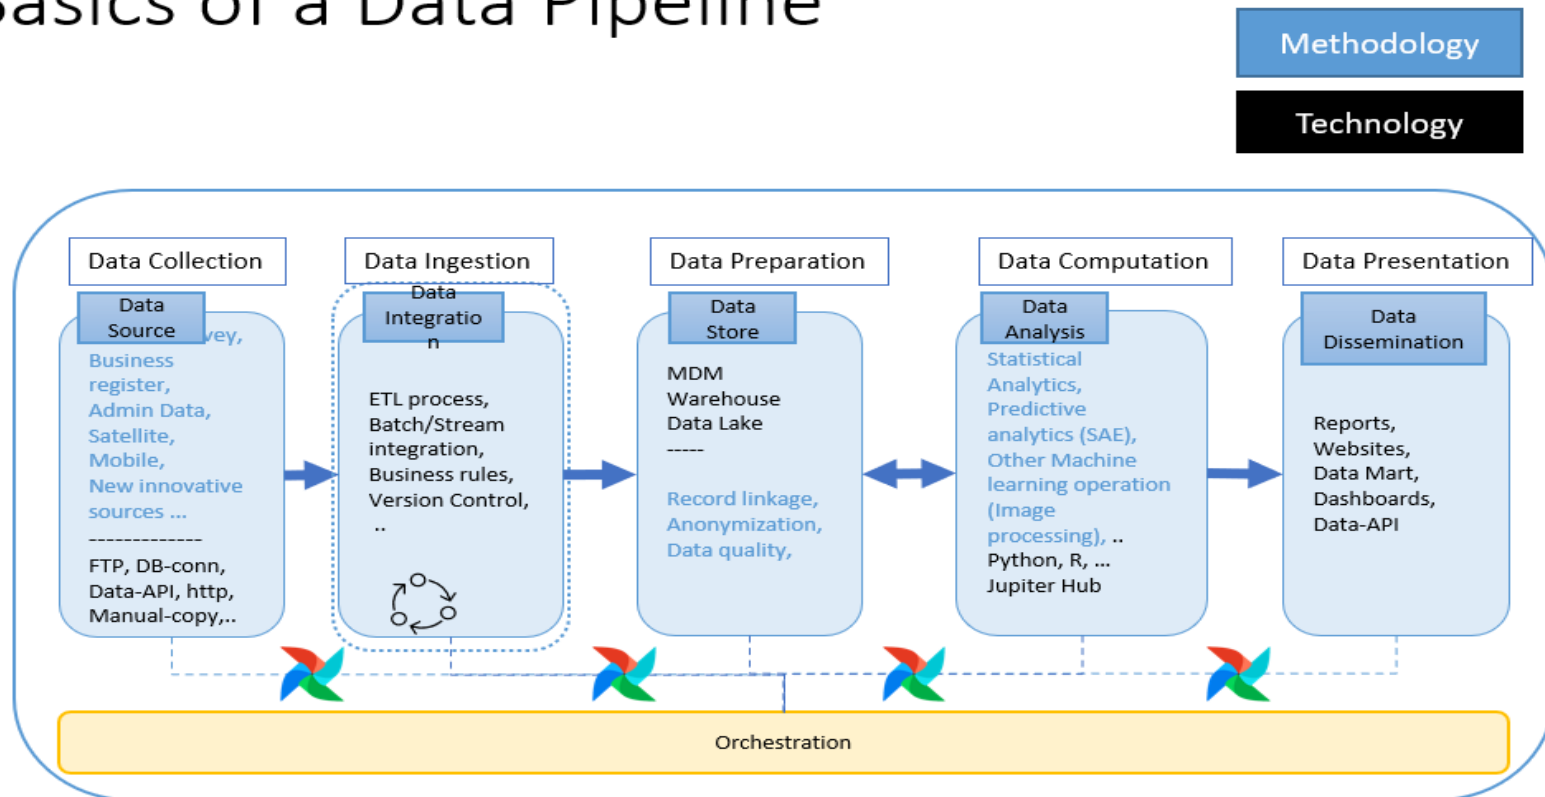 Basics of a Data Pipeline
Methodology
Technology
Data Collection
Data
Source
vey,
Business
register,
Admin Data,
Satellite,
Mobile,
New innovative
sources ...
-------------
FTP, DB-conn,
Data-API, http,
Manual-copy,..
Data Ingestion
Data
Integratio
n
ETL process,
Batch/Stream
integration,
Business rules,
Version Control,
..
Data Preparation
Data
Store
MDM
Warehouse
Data Lake
-----
Record linkage,
Anonymization,
Data quality,
Data Computation
Data
Analysis
Statistical
Analytics,
Predictive
analytics (SAE),
Other Machine
learning operation
(Image
processing), ..
Python, R, ...
Jupiter Hub
Data Presentation
Data
Dissemination
Reports,
Websites,
Data Mart,
Dashboards,
Data-API
Orchestration